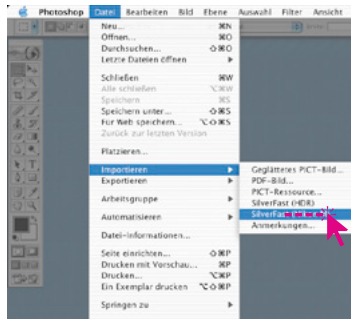 Photoshop Datei Bearbeiten Bild Ebene Auswahl Filter Ansicht
Neu... ⌘N
Öffnen... ⌘O
Durchsuchen... ⇧⌘O
Letzte Dateien öffnen
Schließen ⌘W
Alle schließen ⌥⌘W
Speichern ⌘S
Speichern unter... ⇧⌘S
Für Web speichern... ⌥⇧⌘S
Zurück zur letzten Version
Platzieren...
Importieren
Exportieren
Arbeitsgruppe
Automatisieren
Datei-Informationen...
Seite einrichten... ⇧⌘P
Drucken mit Vorschau... ⌘P
Drucken... ⌥⌘P
Ein Exemplar drucken ⌥⇧⌘P
Springen zu
Geglättetes PICT-Bild...
PDF-Bild...
PICT-Ressource...
SilverFast (HDR)
SilverFast
Anmerkungen...